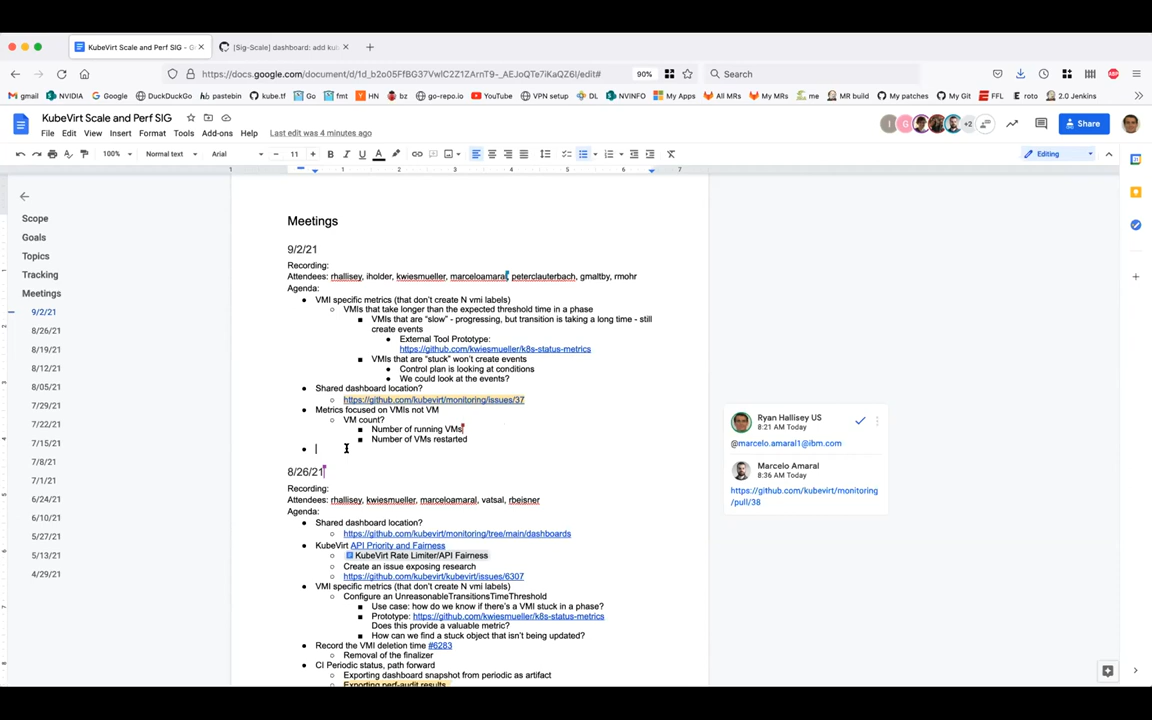 KubeVirt Scale and Perf SIG - G
[Sig-Scale] dashboard: add kub
https://docs.google.com/document/d/1d_b2o05FfBG37VwlC2Z1ZArnT9-_AEJoQTe7iKaQZ6I/edit#
90%
Search
gmail
NVIDIA
Google
DuckDuckGo
pastebin
kube.tf
Go
fmt
HN
bz
go-repo.io
YouTube
VPN setup
DL
NVINFO
My Apps
All MRs
My MRs
me
MR build
My patches
My Git
FFL
roto
2.0 Jenkins
KubeVirt Scale and Perf SIG
File Edit View Insert Format Tools Add-ons Help Last edit was 4 minutes ago
+2
Share
100% Normal text Arial 11 Editing
1 1 2 3 4 5 6 7
Scope
Goals
Topics
Tracking
Meetings
9/2/21
8/26/21
8/19/21
8/12/21
8/05/21
7/29/21
7/22/21
7/15/21
7/8/21
7/1/21
6/24/21
6/10/21
5/27/21
5/13/21
4/29/21
Meetings
9/2/21
Recording:
Attendees: rhallisey, iholder, kwiesmueller, marceloamaral, peterclauterbach, gmaltby, rmohr
Agenda:
VMI specific metrics (that don't create N vmi labels)
VMIs that take longer than the expected threshold time in a phase
VMIs that are "slow" - progressing, but transition is taking a long time - still
create events
External Tool Prototype:
https://github.com/kwiesmueller/k8s-status-metrics
VMIs that are "stuck" won't create events
Control plan is looking at conditions
We could look at the events?
Shared dashboard location?
https://github.com/kubevirt/monitoring/issues/37
Metrics focused on VMIs not VM
VM count?
Number of running VMs
Number of VMs restarted
8/26/21
Recording:
Attendees: rhallisey, kwiesmueller, marceloamaral, vatsal, rbeisner
Agenda:
Shared dashboard location?
https://github.com/kubevirt/monitoring/tree/main/dashboards
KubeVirt API Priority and Fairness
KubeVirt Rate Limiter/API Fairness
Create an issue exposing research
https://github.com/kubevirt/kubevirt/issues/6307
VMI specific metrics (that don't create N vmi labels)
Configure an UnreasonableTransitionsTimeThreshold
Use case: how do we know if there's a VMI stuck in a phase?
Prototype: https://github.com/kwiesmueller/k8s-status-metrics
Does this provide a valuable metric?
How can we find a stuck object that isn't being updated?
Record the VMI deletion time #6283
Removal of the finalizer
CI Periodic status, path forward
Exporting dashboard snapshot from periodic as artifact
Exporting perf-audit results
Ryan Hallisey US
8:21 AM Today
@marcelo.amaral1@ibm.com
Marcelo Amaral
8:36 AM Today
https://github.com/kubevirt/monitoring
/pull/38